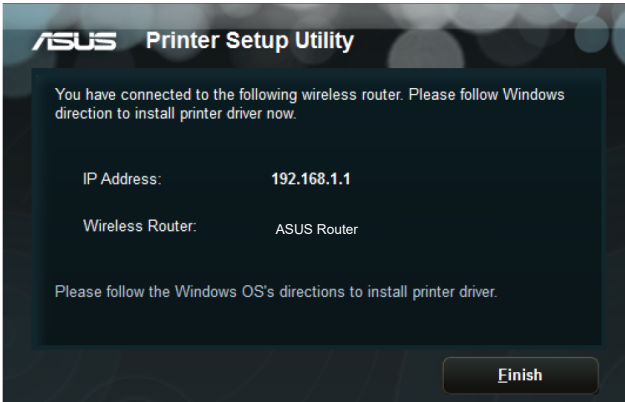 ASUS Printer Setup Utility
You have connected to the following wireless router. Please follow Windows
direction to install printer driver now.
IP Address: 192.168.1.1
Wireless Router: ASUS Router
Please follow the Windows OS's directions to install printer driver.
Finish